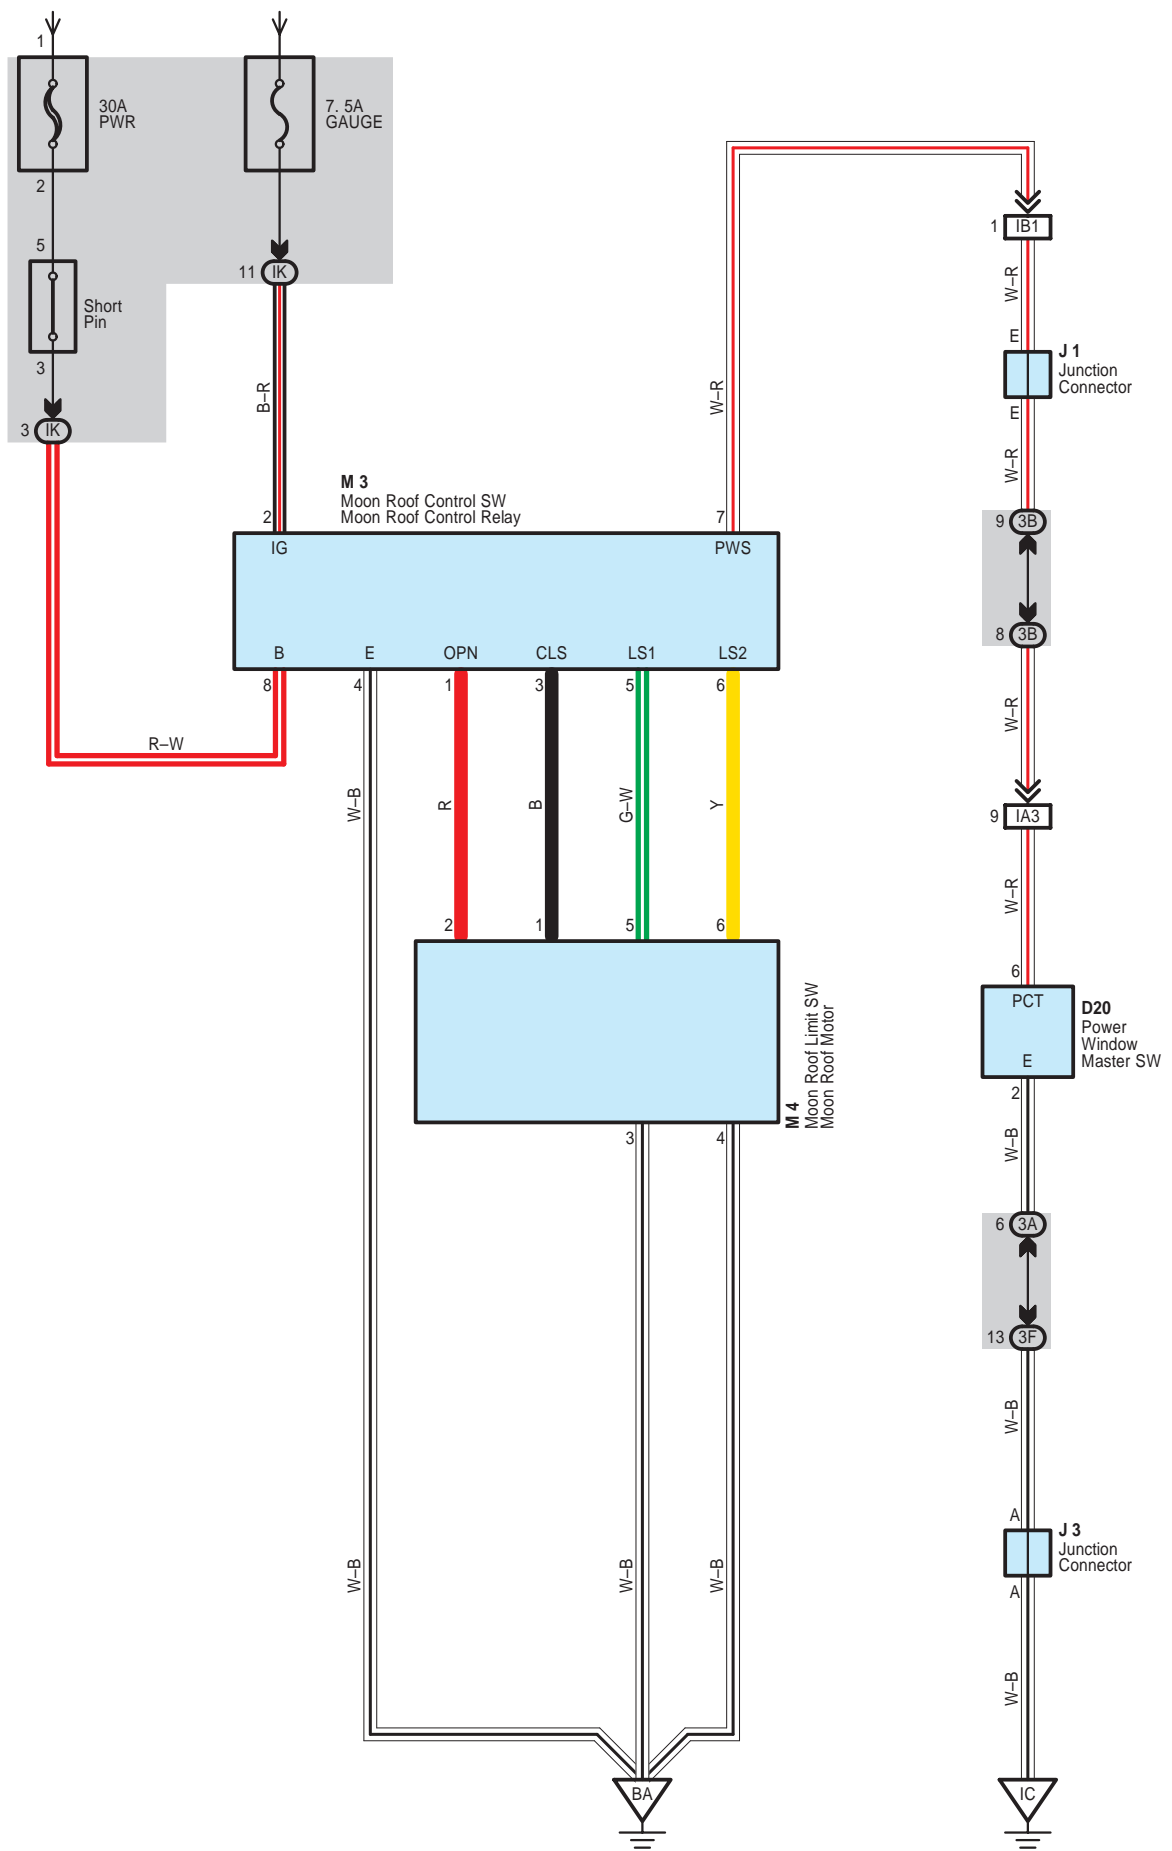 1
30A
PWR
7. 5A
GAUGE
2
5
Short
Pin
3
3 IK
11 IK
B–R
W–R
1 IB1
W–R
E
J 1
Junction
Connector
E
W–R
M 3
Moon Roof Control SW
Moon Roof Control Relay
2
7
IG
PWS
B
E
OPN
CLS
LS1
LS2
8
4
1
3
5
6
R–W
W–B
R
B
G–W
Y
9 3B
8 3B
W–R
9 IA3
W–R
2
1
5
6
M 4
Moon Roof Limit SW
Moon Roof Motor
3
4
6
PCT
D20
Power
Window
Master SW
E
2
W–B
6 3A
13 3F
W–B
A
J 3
Junction
Connector
A
W–B
W–B
W–B
W–B
BA
IC